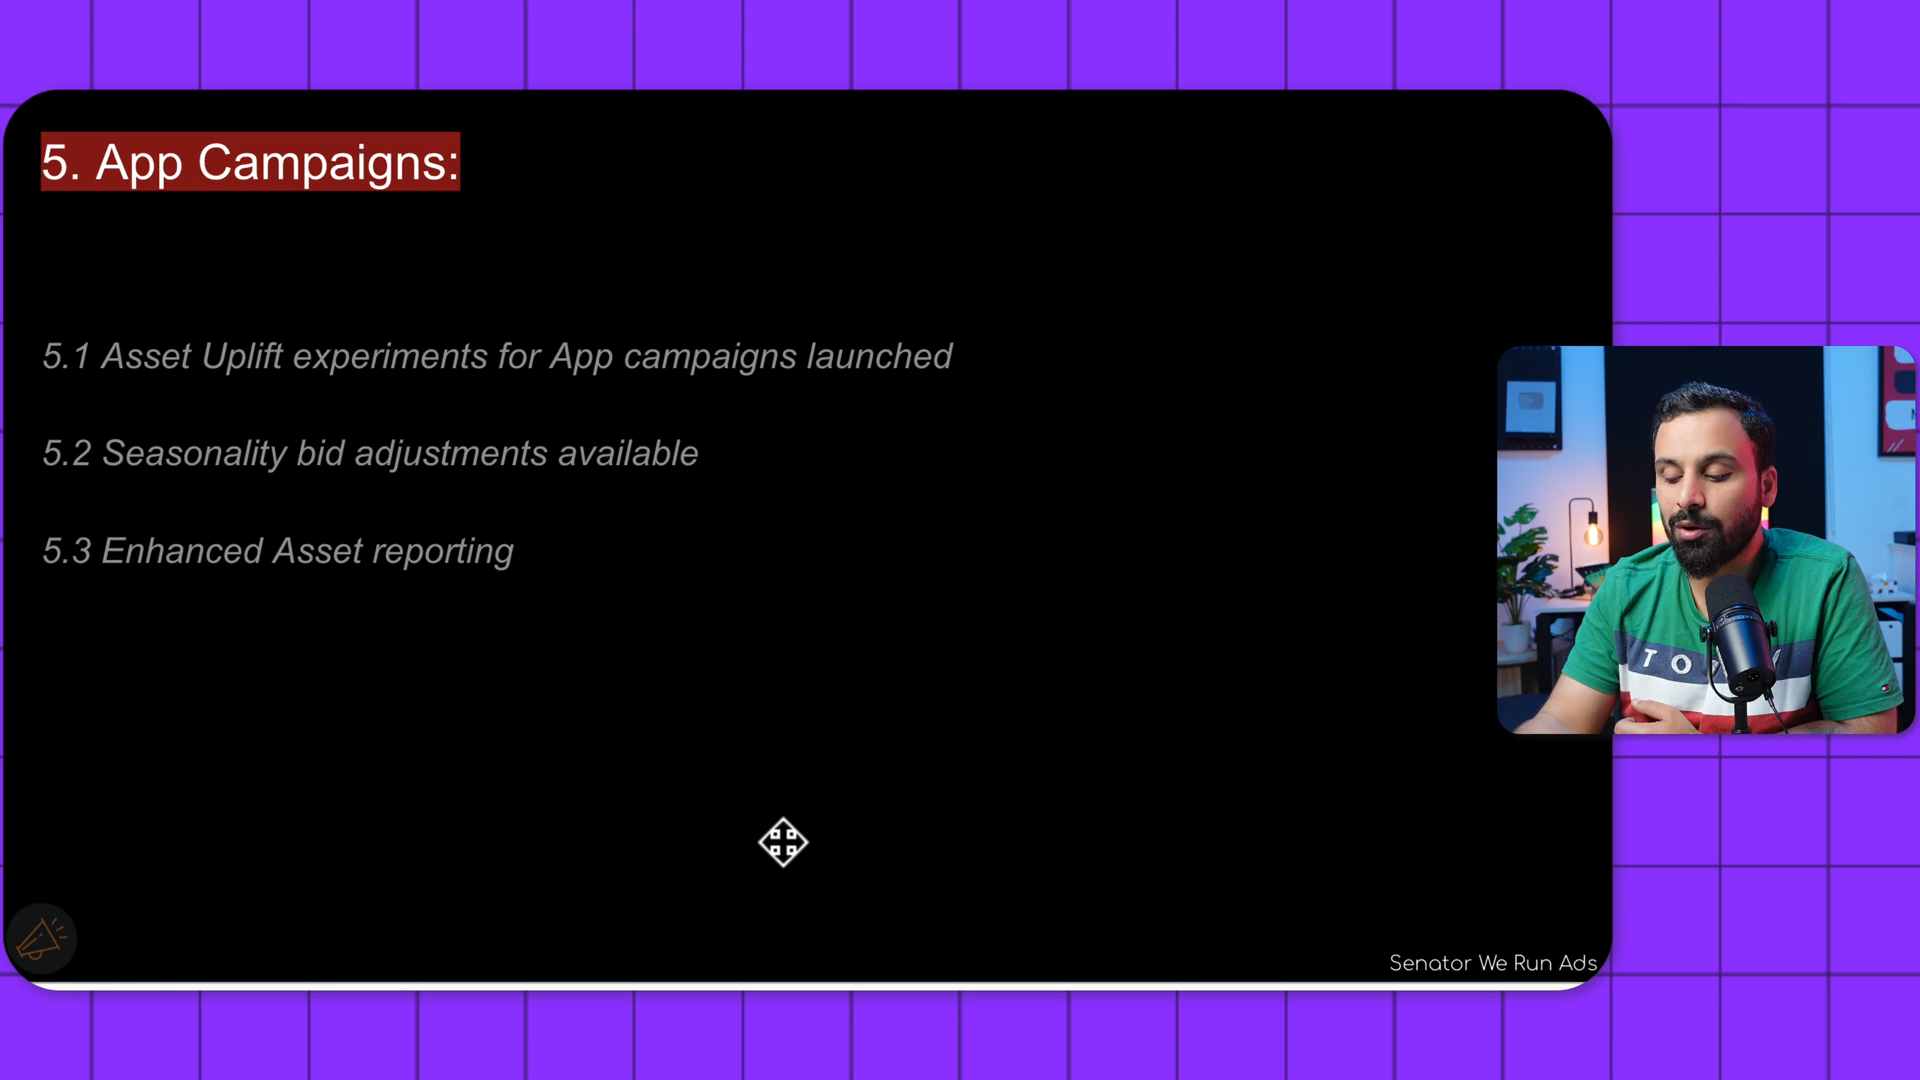 5. App Campaigns:
5.1 Asset Uplift experiments for App campaigns launched
5.2 Seasonality bid adjustments available
5.3 Enhanced Asset reporting
Senator We Run Ads